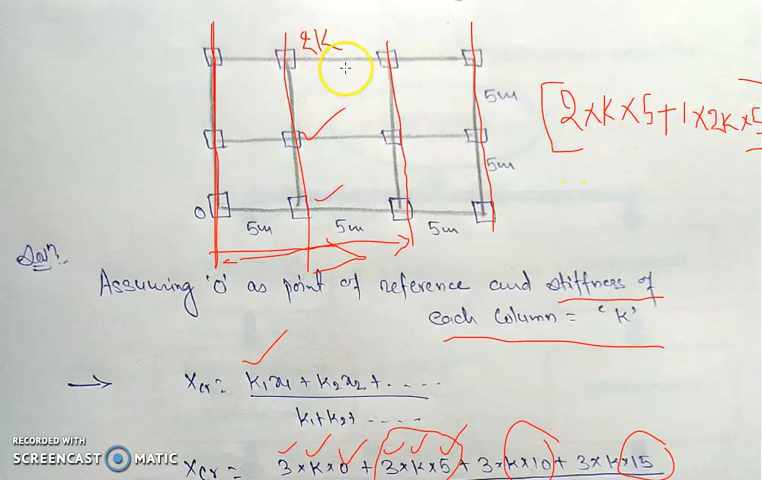 2K
5m
[2×K×5+1×2K×5
5m
O
5m 5m 5m
Solⁿ.
Assuming 'O' as point of reference and stiffness of
each column = 'K'
→ Xcr = K₁x₁ + K₂x₂ + .....
K₁+K₂+ .....
Xcr = 3×K×0 + 3×K×5 + 3×K×10 + 3×K×15
RECORDED WITH
SCREENCAST MATIC